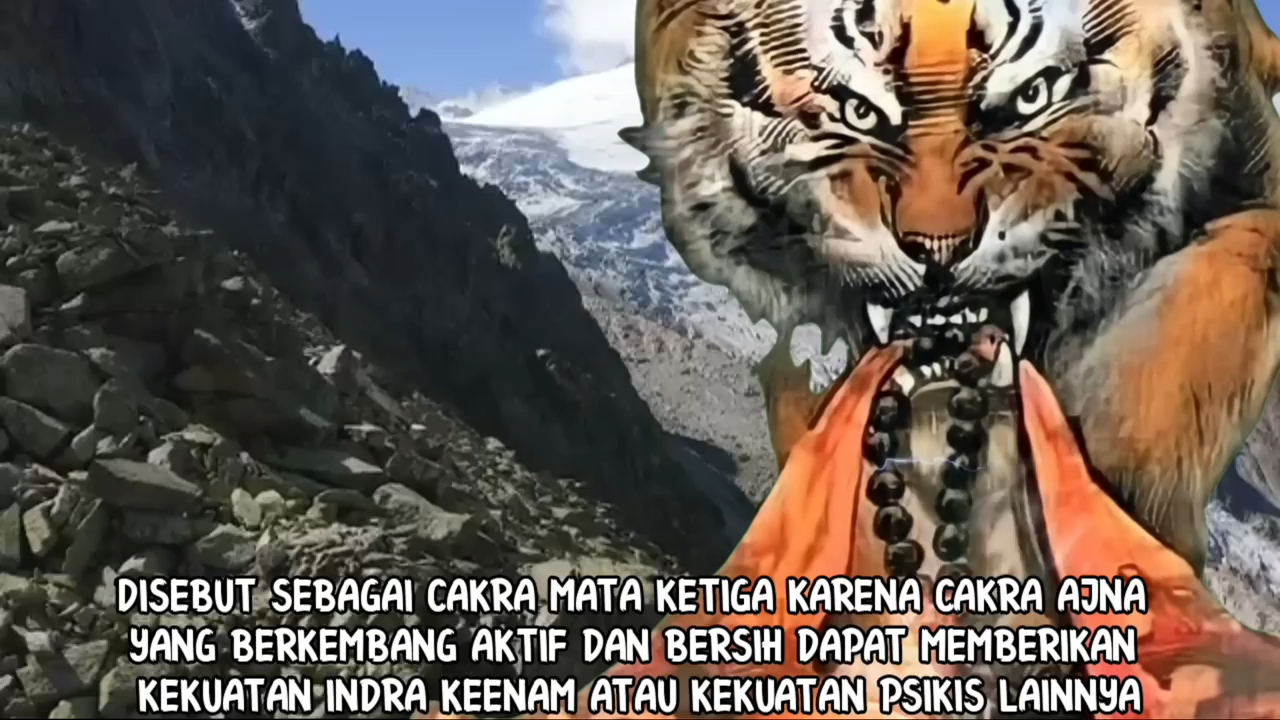 DISEBUT SEBAGAI CAKRA MATA KETIGA KARENA CAKRA AJNA
YANG BERKEMBANG AKTIF DAN BERSIH DAPAT MEMBERIKAN
KEKUATAN INDRA KEENAM ATAU KEKUATAN PSIKIS LAINNYA